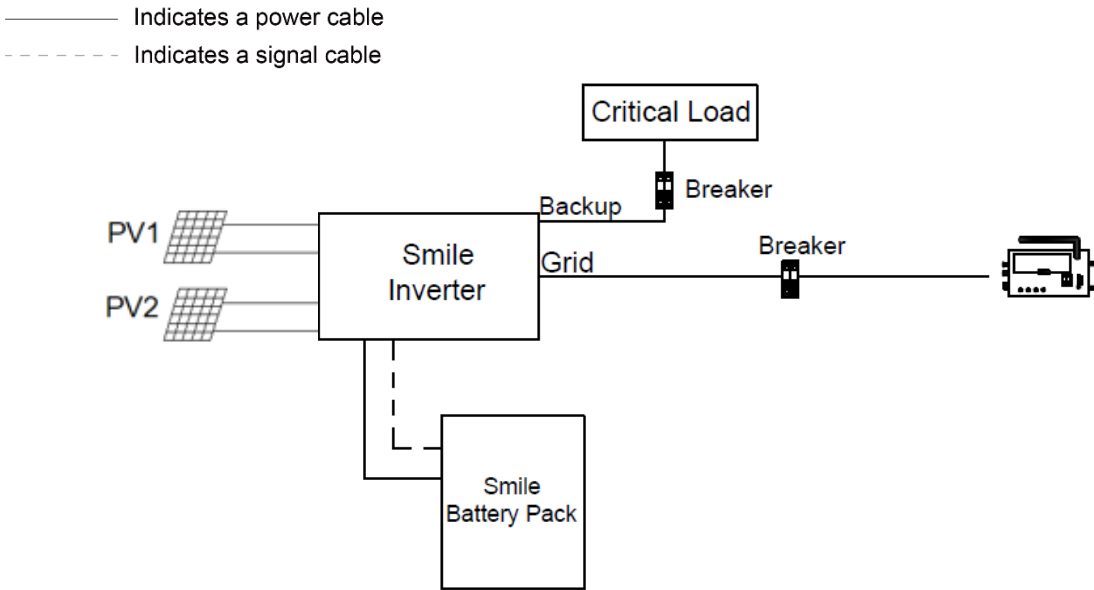 Indicates a power cable
Indicates a signal cable
Critical Load
Breaker
Backup
PV1
Smile
Inverter
Grid
Breaker
PV2
Smile
Battery Pack